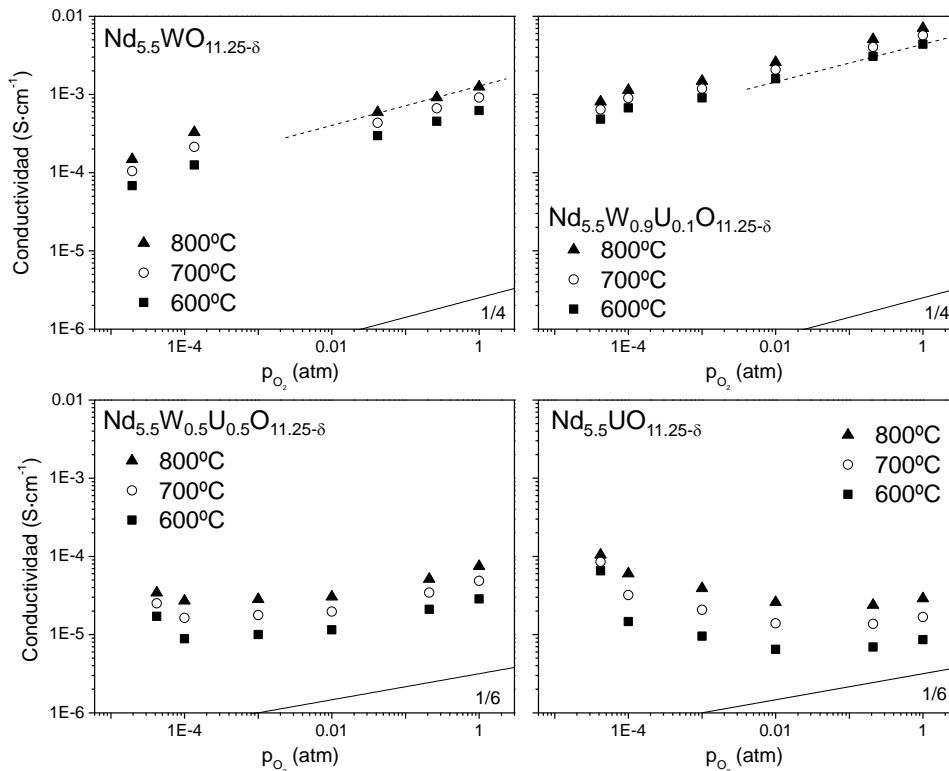 Nd5.5WO11.25-δ
0.01
1E-3
1E-4
1E-5
1E-6
Conductividad (S·cm-1)
800ºC
700ºC
600ºC
1/4
1E-4
0.01
1
pO2 (atm)
Nd5.5W0.9U0.1O11.25-δ
800ºC
700ºC
600ºC
1/4
1E-4
0.01
1
pO2 (atm)
Nd5.5W0.5U0.5O11.25-δ
0.01
1E-3
1E-4
1E-5
1E-6
Conductividad (S·cm-1)
800ºC
700ºC
600ºC
1/6
1E-4
0.01
1
pO2 (atm)
Nd5.5UO11.25-δ
800ºC
700ºC
600ºC
1/6
1E-4
0.01
1
pO2 (atm)